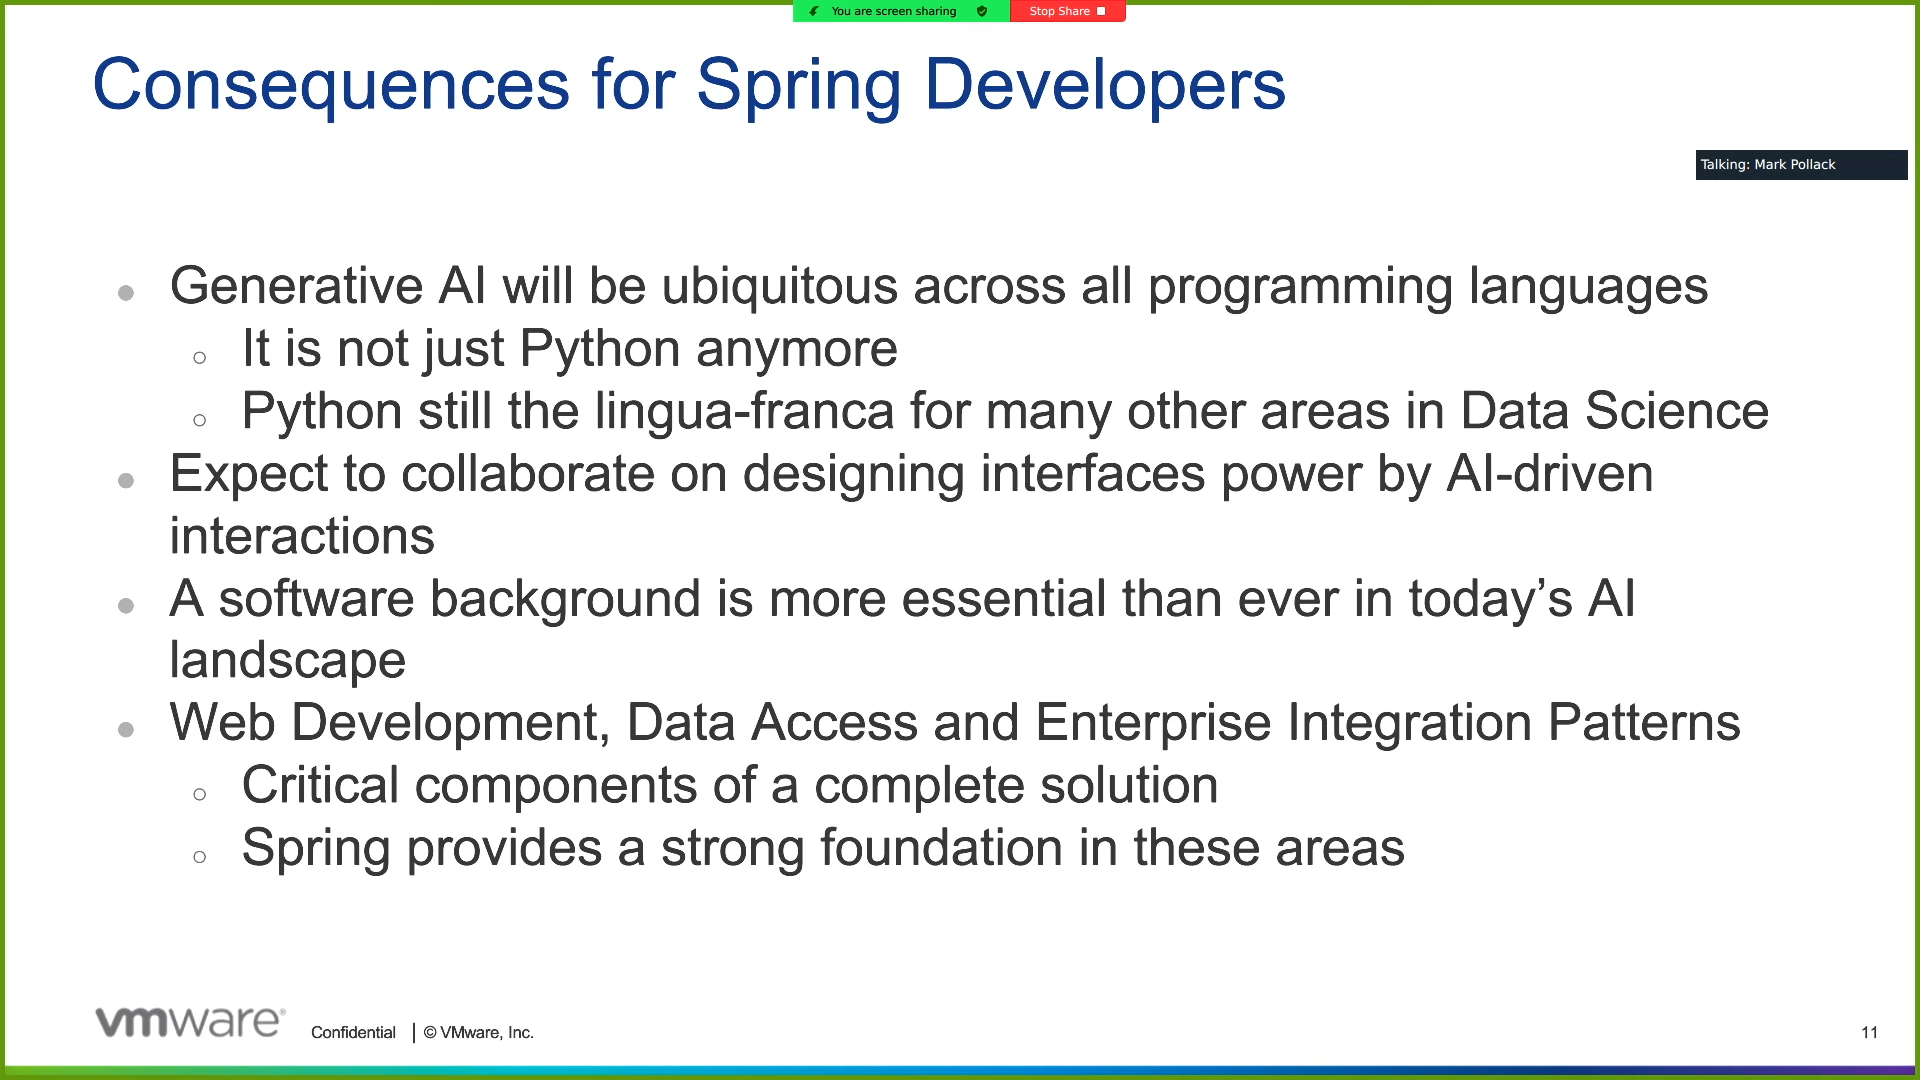 You are screen sharing
Stop Share
Consequences for Spring Developers
Talking: Mark Pollack
Generative AI will be ubiquitous across all programming languages
It is not just Python anymore
Python still the lingua-franca for many other areas in Data Science
Expect to collaborate on designing interfaces power by AI-driven
interactions
A software background is more essential than ever in today’s AI
landscape
Web Development, Data Access and Enterprise Integration Patterns
Critical components of a complete solution
Spring provides a strong foundation in these areas
vmware®
Confidential | © VMware, Inc.
11